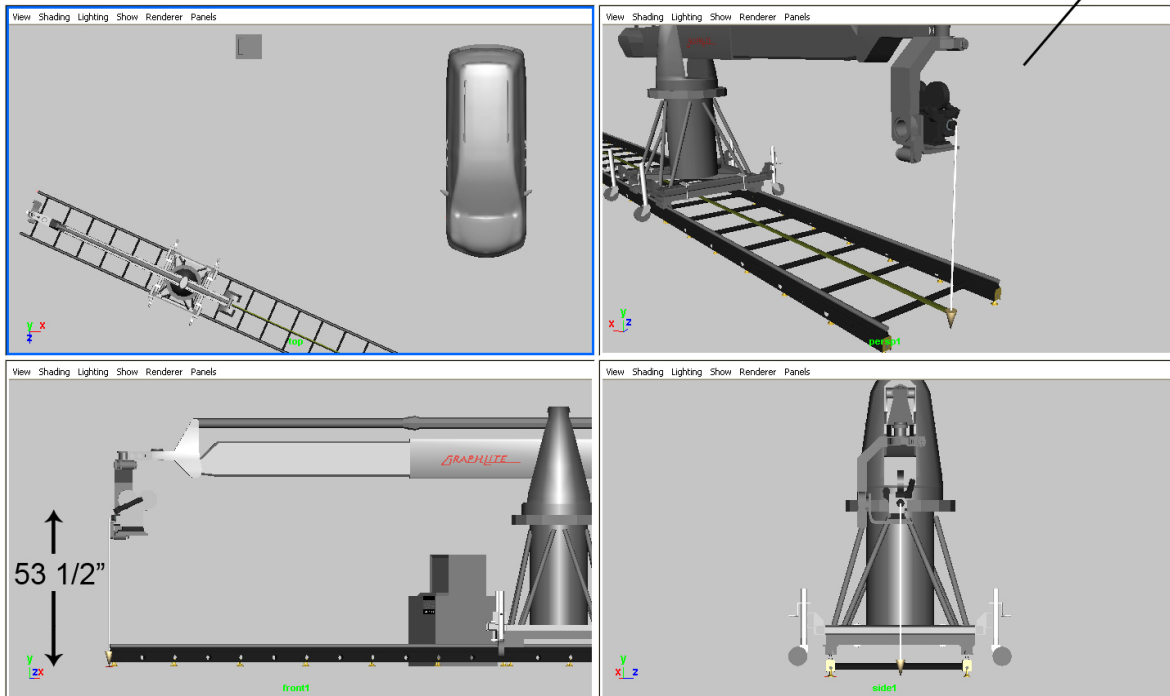 View Shading Lighting Show Renderer Panels
top
y x
z
View Shading Lighting Show Renderer Panels
persp1
y
x z
View Shading Lighting Show Renderer Panels
GRAPHLITE
53 1/2”
y
zx
front1
View Shading Lighting Show Renderer Panels
y
x z
side1